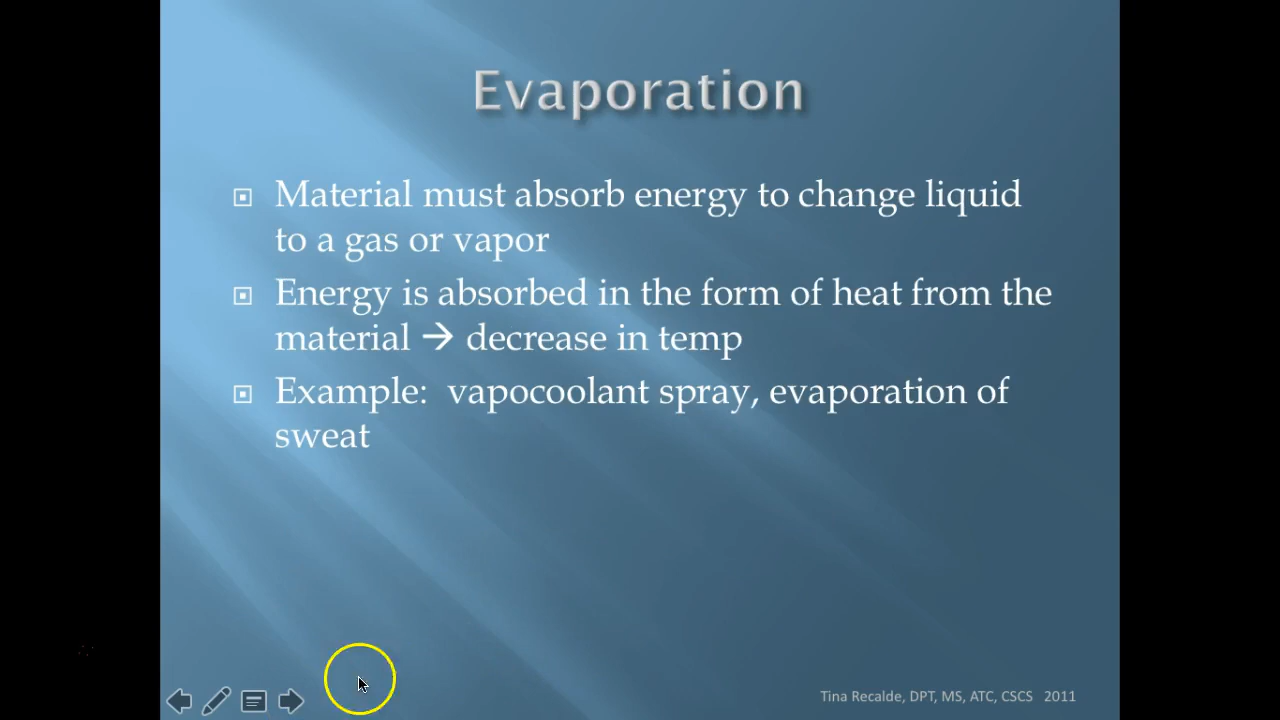 Evaporation
Material must absorb energy to change liquid
to a gas or vapor
Energy is absorbed in the form of heat from the
material → decrease in temp
Example:  vapocoolant spray, evaporation of
sweat
Tina Recalde, DPT, MS, ATC, CSCS   2011